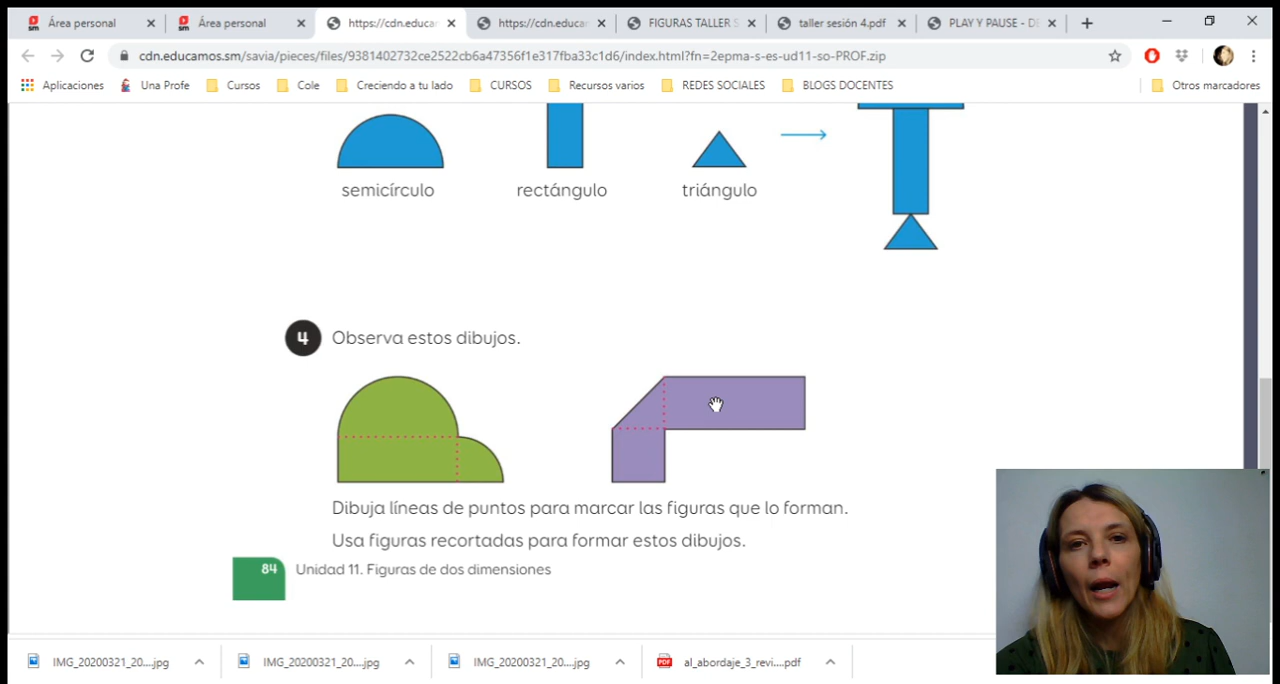 Área personal
Área personal
https://cdn.educa
https://cdn.educa
FIGURAS TALLER S
taller sesión 4.pdf
PLAY Y PAUSE - DE
cdn.educamos.sm/savia/pieces/files/9381402732ce2522cb6a47356f1e317fba33c1d6/index.html?fn=2epma-s-es-ud11-so-PROF.zip
Aplicaciones
Una Profe
Cursos
Cole
Creciendo a tu lado
CURSOS
Recursos varios
REDES SOCIALES
BLOGS DOCENTES
Otros marcadores
semicírculo
rectángulo
triángulo
4
Observa estos dibujos.
Dibuja líneas de puntos para marcar las figuras que lo forman.
Usa figuras recortadas para formar estos dibujos.
84
Unidad 11. Figuras de dos dimensiones
IMG_20200321_20....jpg
IMG_20200321_20....jpg
IMG_20200321_20....jpg
PDF
al_abordaje_3_revi....pdf